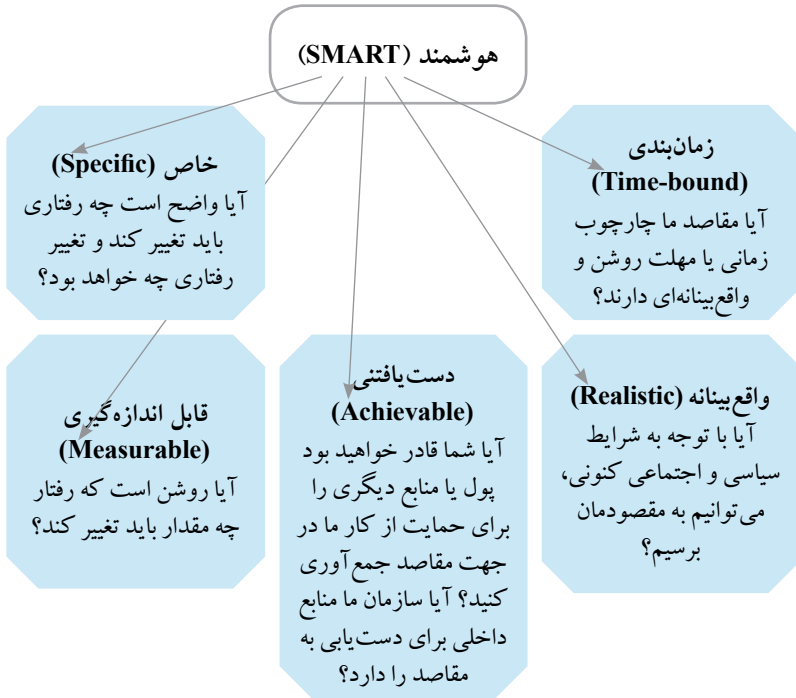 هوشمند (SMART)
خاص (Specific)
آیا واضح است چه رفتاری
باید تغییر کند و تغییر
رفتاری چه خواهد بود؟
قابل اندازه‌گیری
(Measurable)
آیا روشن است که رفتار
چه مقدار باید تغییر کند؟
دست‌یافتنی
(Achievable)
آیا شما قادر خواهید بود
پول یا منابع دیگری را
برای حمایت از کار ما در
جهت مقاصد جمع‌آوری
کنید؟ آیا سازمان ما منابع
داخلی برای دست‌یابی به
مقاصد را دارد؟
واقع‌بینانه (Realistic)
آیا با توجه به شرایط
سیاسی و اجتماعی کنونی،
می‌توانیم به مقصودمان
برسیم؟
زمان‌بندی
(Time-bound)
آیا مقاصد ما چارچوب
زمانی یا مهلت روشن و
واقع‌بینانه‌ای دارند؟